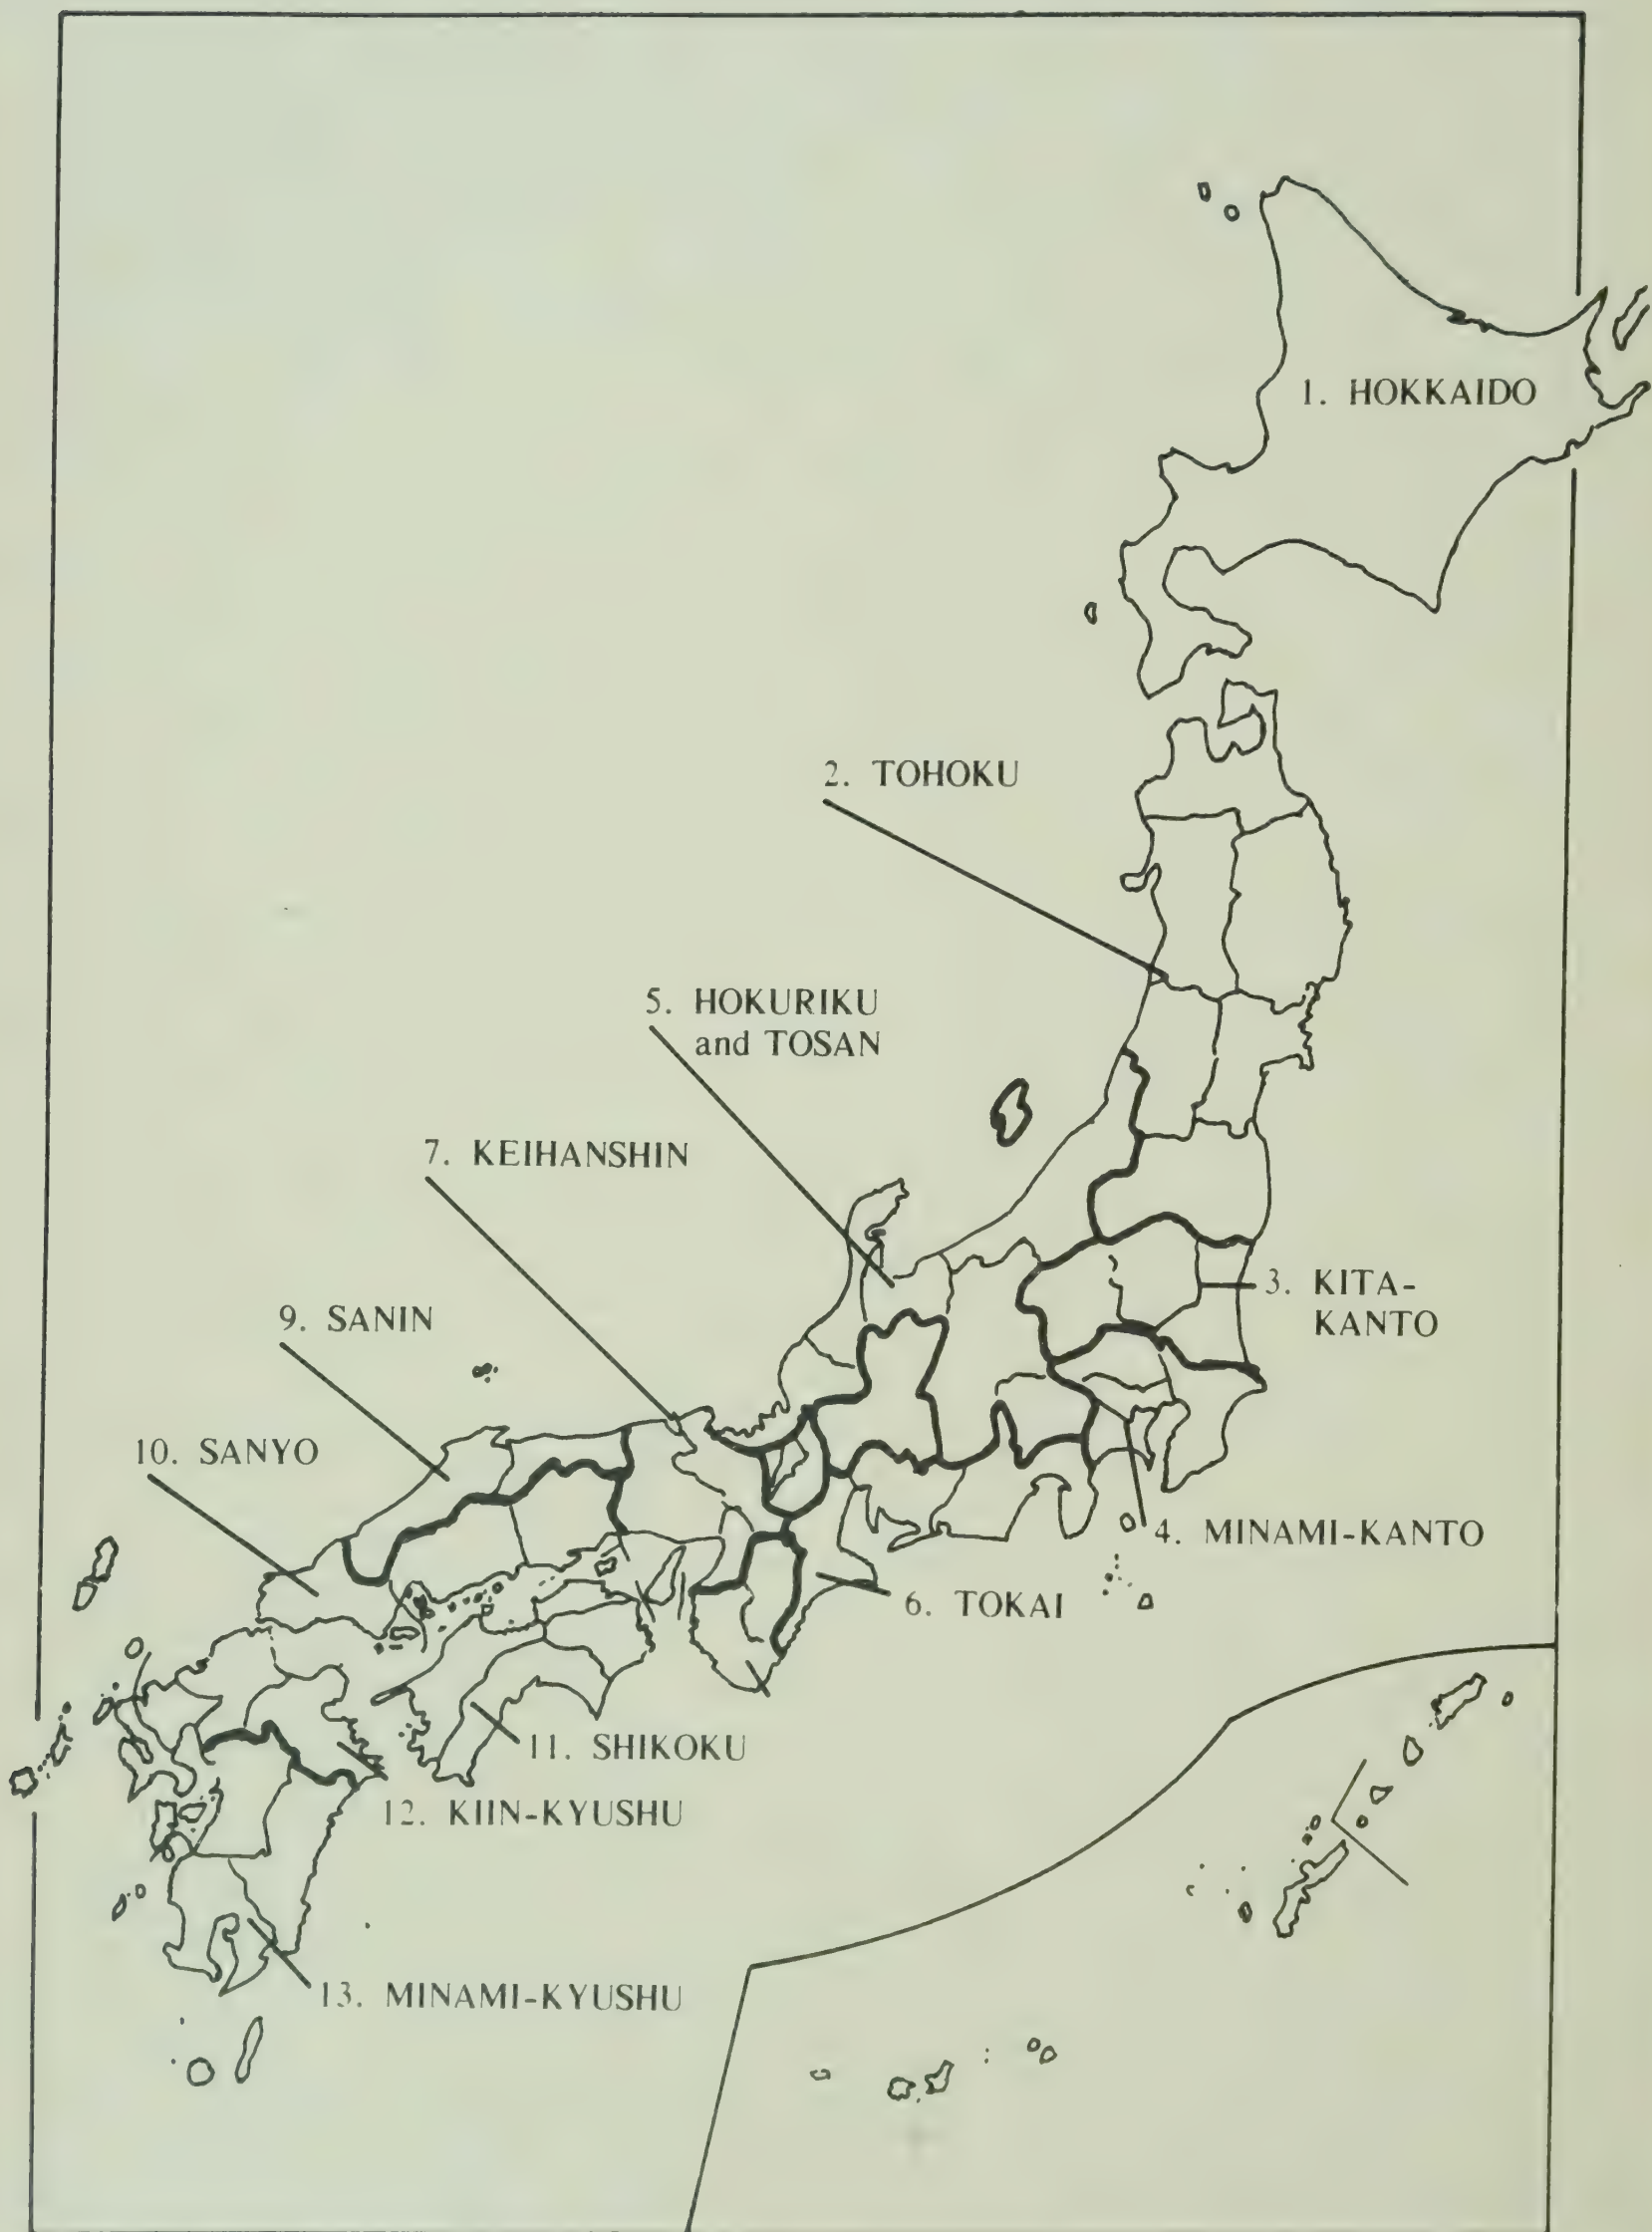 1. HOKKAIDO
2. TOHOKU
5. HOKURIKU
and TOSAN
7. KEIHANSHIN
3. KITA-
KANTO
9. SANIN
10. SANYO
4. MINAMI-KANTO
6. TOKAI
11. SHIKOKU
12. KIIN-KYUSHU
13. MINAMI-KYUSHU